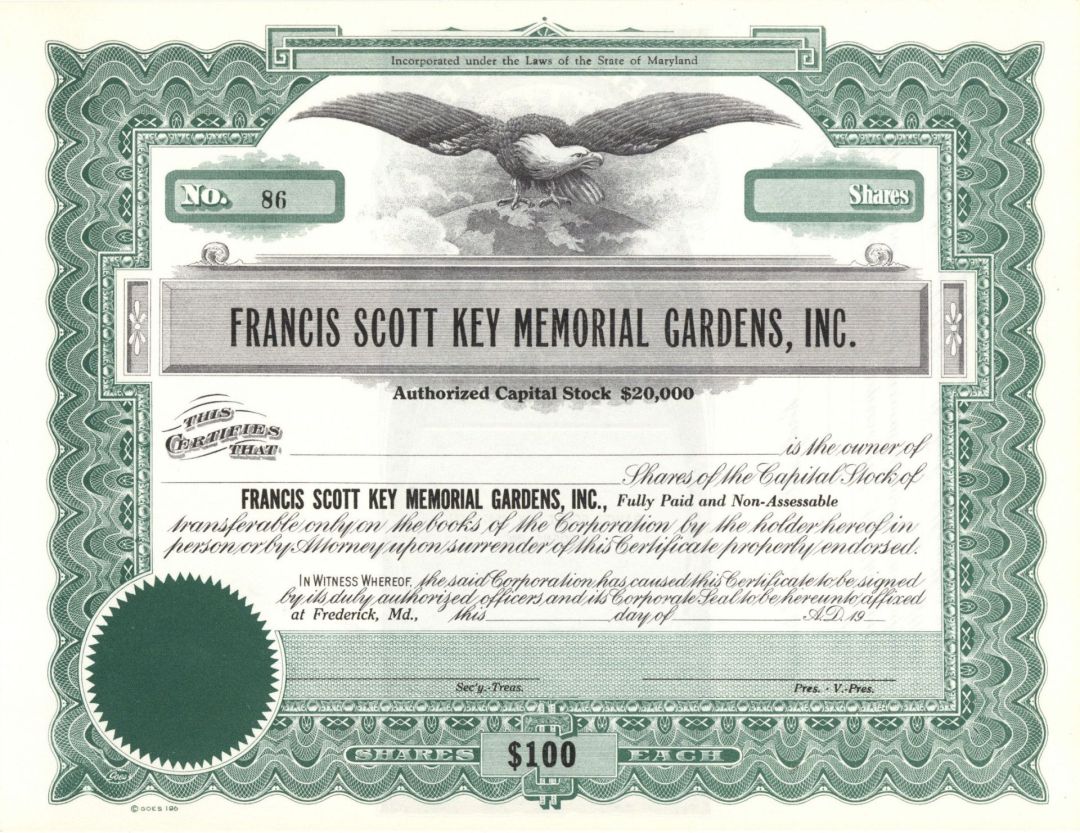 Incorporated under the Laws of the State of Maryland
No. 86
Shares
FRANCIS SCOTT KEY MEMORIAL GARDENS, INC.
Authorized Capital Stock $20,000
THIS
CERTIFIES
THAT
is the owner of
Shares of the Capital Stock of
FRANCIS SCOTT KEY MEMORIAL GARDENS, INC., Fully Paid and Non-Assessable
transferable only on the books of the Corporation by the holder hereof in
person or by Attorney upon surrender of this Certificate properly endorsed.
IN WITNESS WHEREOF, the said Corporation has caused this Certificate to be signed
by its duly authorized officers and its Corporate Seal to be hereunto affixed
at Frederick, Md., this day of A.D. 19
Sec'y.-Treas. Pres. - V.-Pres.
SHARES $100 EACH
Goes
© GOES 196